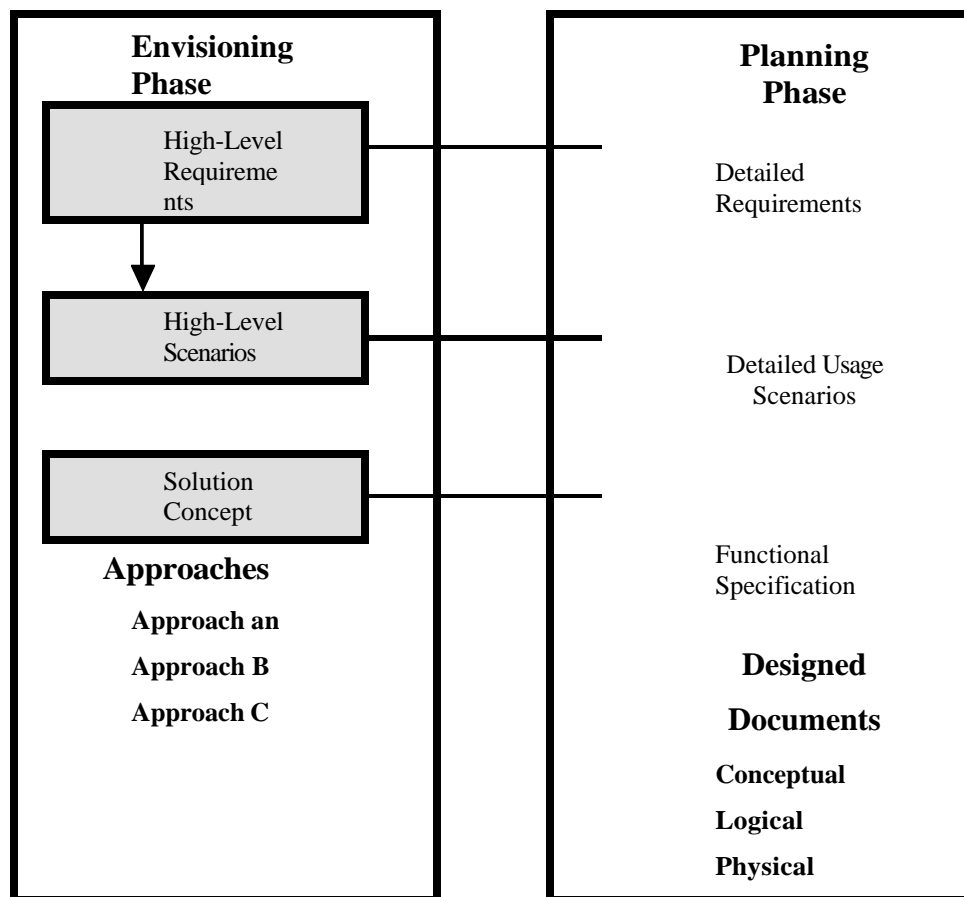 Envisioning
Phase
High-Level
Requireme
nts
High-Level
Scenarios
Solution
Concept
Approaches
Approach an
Approach B
Approach C
Planning
Phase
Detailed
Requirements
Detailed Usage
Scenarios
Functional
Specification
Designed
Documents
Conceptual
Logical
Physical